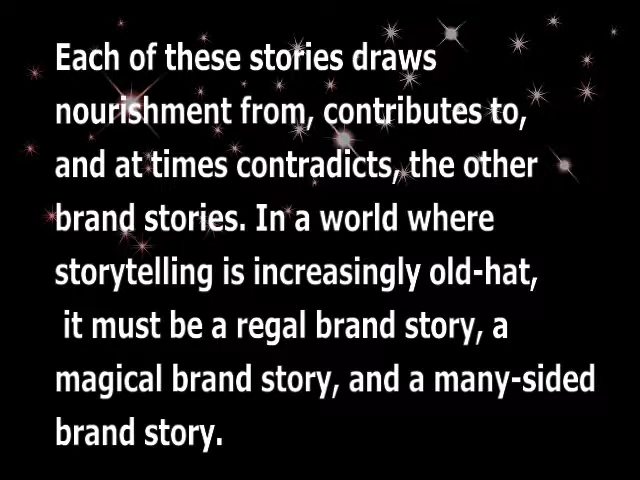 Each of these stories draws
nourishment from, contributes to,
and at times contradicts, the other
brand stories. In a world where
storytelling is increasingly old-hat,
it must be a regal brand story, a
magical brand story, and a many-sided
brand story.